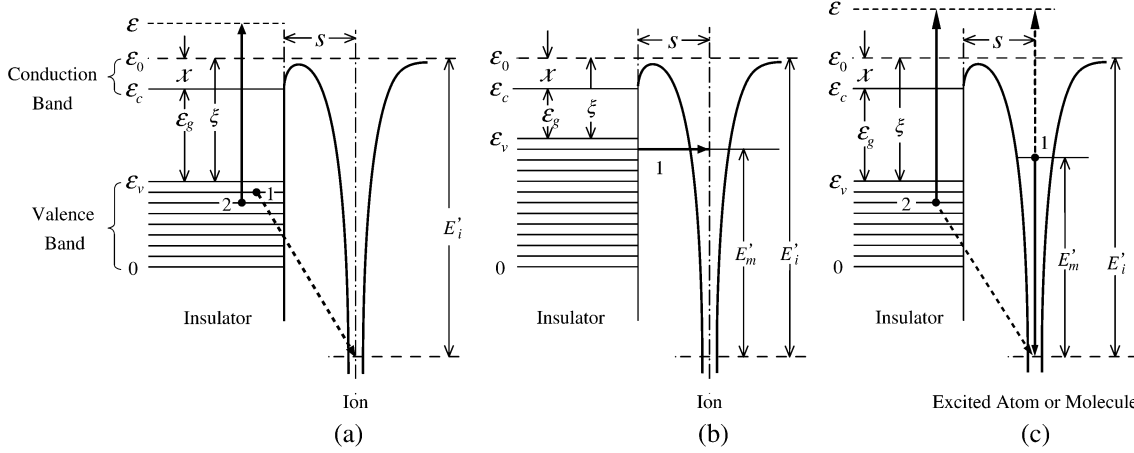 ε
ε₀
Conduction
Band
x
ε_c
ε_g
ξ
s
ε_v
1
2
Valence
Band
0
E'_i
Insulator
Ion
(a)
s
ε₀
x
ε_c
ε_g
ξ
ε_v
1
E'_m
E'_i
0
Insulator
Ion
(b)
ε
s
ε₀
x
ε_c
ε_g
ξ
1
ε_v
2
E'_m
E'_i
0
Insulator
Excited Atom or Molecule
(c)